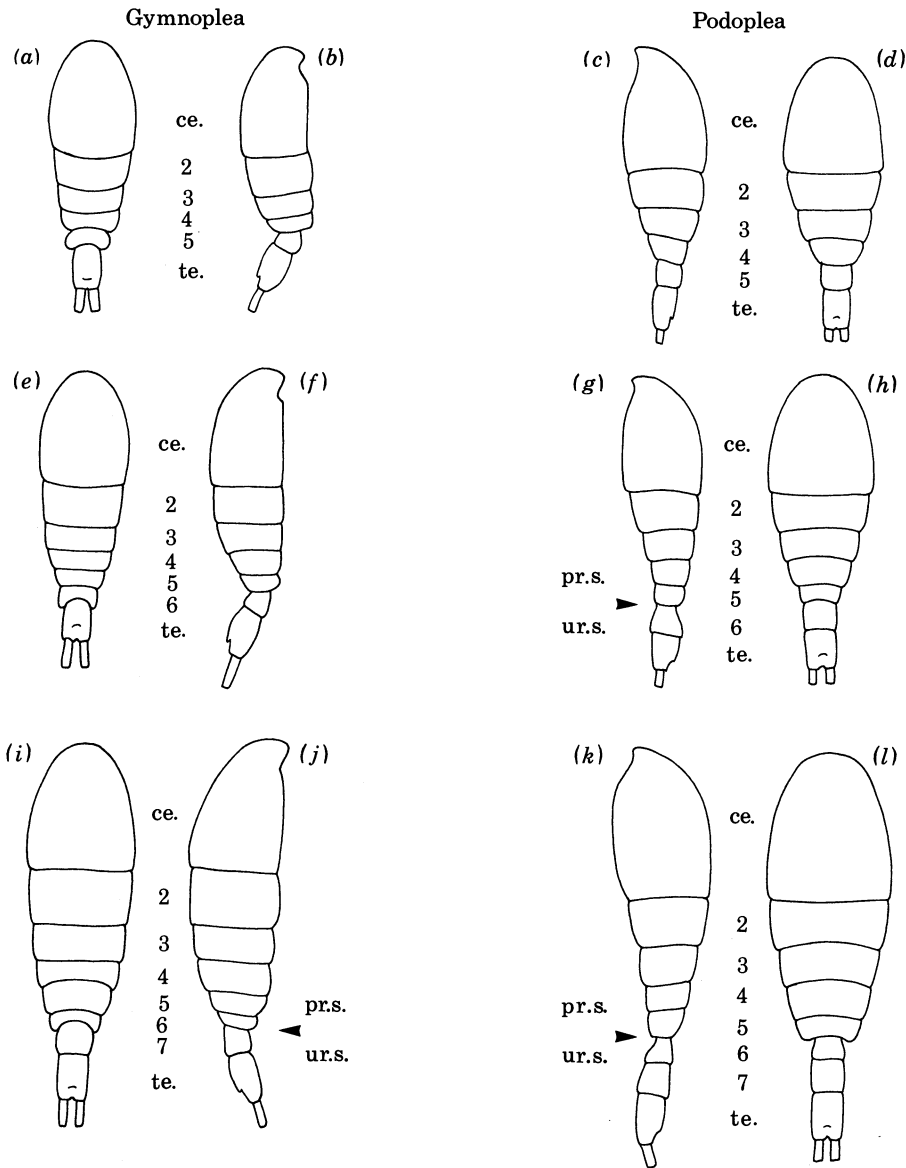 Gymnoplea
Podoplea
(a)
(b)
(c)
(d)
ce.
2
3
4
5
te.
ce.
2
3
4
5
te.
(e)
(f)
(g)
(h)
ce.
2
3
4
5
6
te.
pr.s.
ur.s.
ce.
2
3
4
5
6
te.
(i)
(j)
(k)
(l)
ce.
2
3
4
5
6
7
te.
pr.s.
ur.s.
pr.s.
ur.s.
ce.
2
3
4
5
6
7
te.